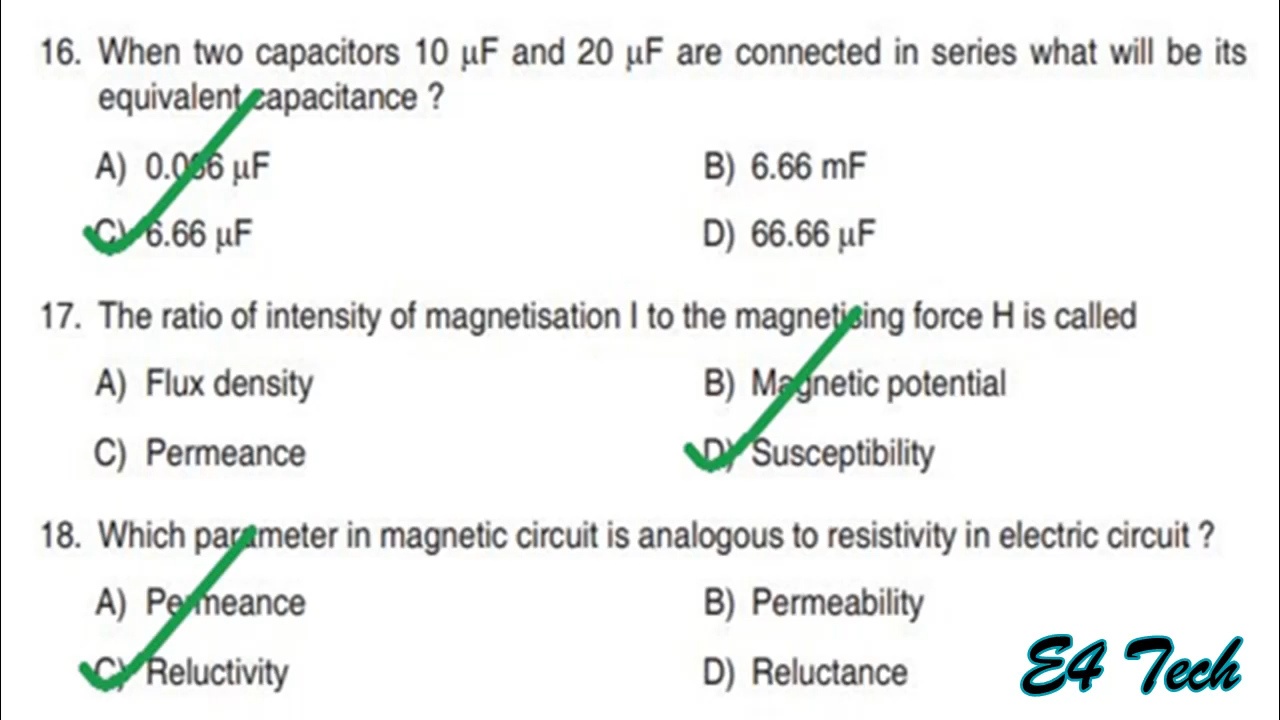 16. When two capacitors 10 µF and 20 µF are connected in series what will be its
equivalent capacitance ?
A) 0.066 µF
B) 6.66 mF
C) 6.66 µF
D) 66.66 µF
17. The ratio of intensity of magnetisation I to the magnetising force H is called
A) Flux density
B) Magnetic potential
C) Permeance
D) Susceptibility
18. Which parameter in magnetic circuit is analogous to resistivity in electric circuit ?
A) Permeance
B) Permeability
C) Reluctivity
D) Reluctance
E4 Tech